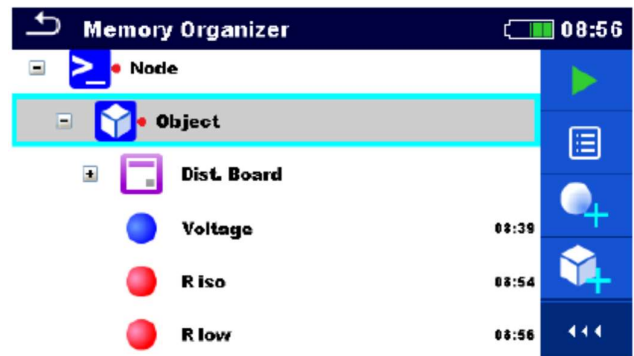 Memory Organizer 08:56
Node
Object
Dist. Board
Voltage 08:39
R iso 08:54
R low 08:56